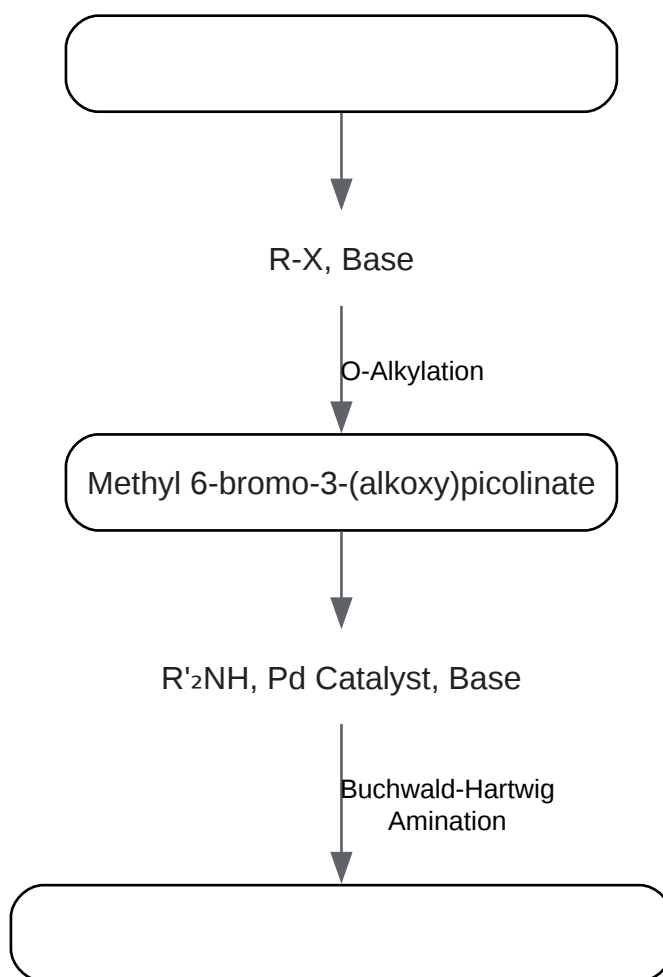 R-X, Base
O-Alkylation
Methyl 6-bromo-3-(alkoxy)picolinate
R'₂NH, Pd Catalyst, Base
Buchwald-Hartwig
Amination